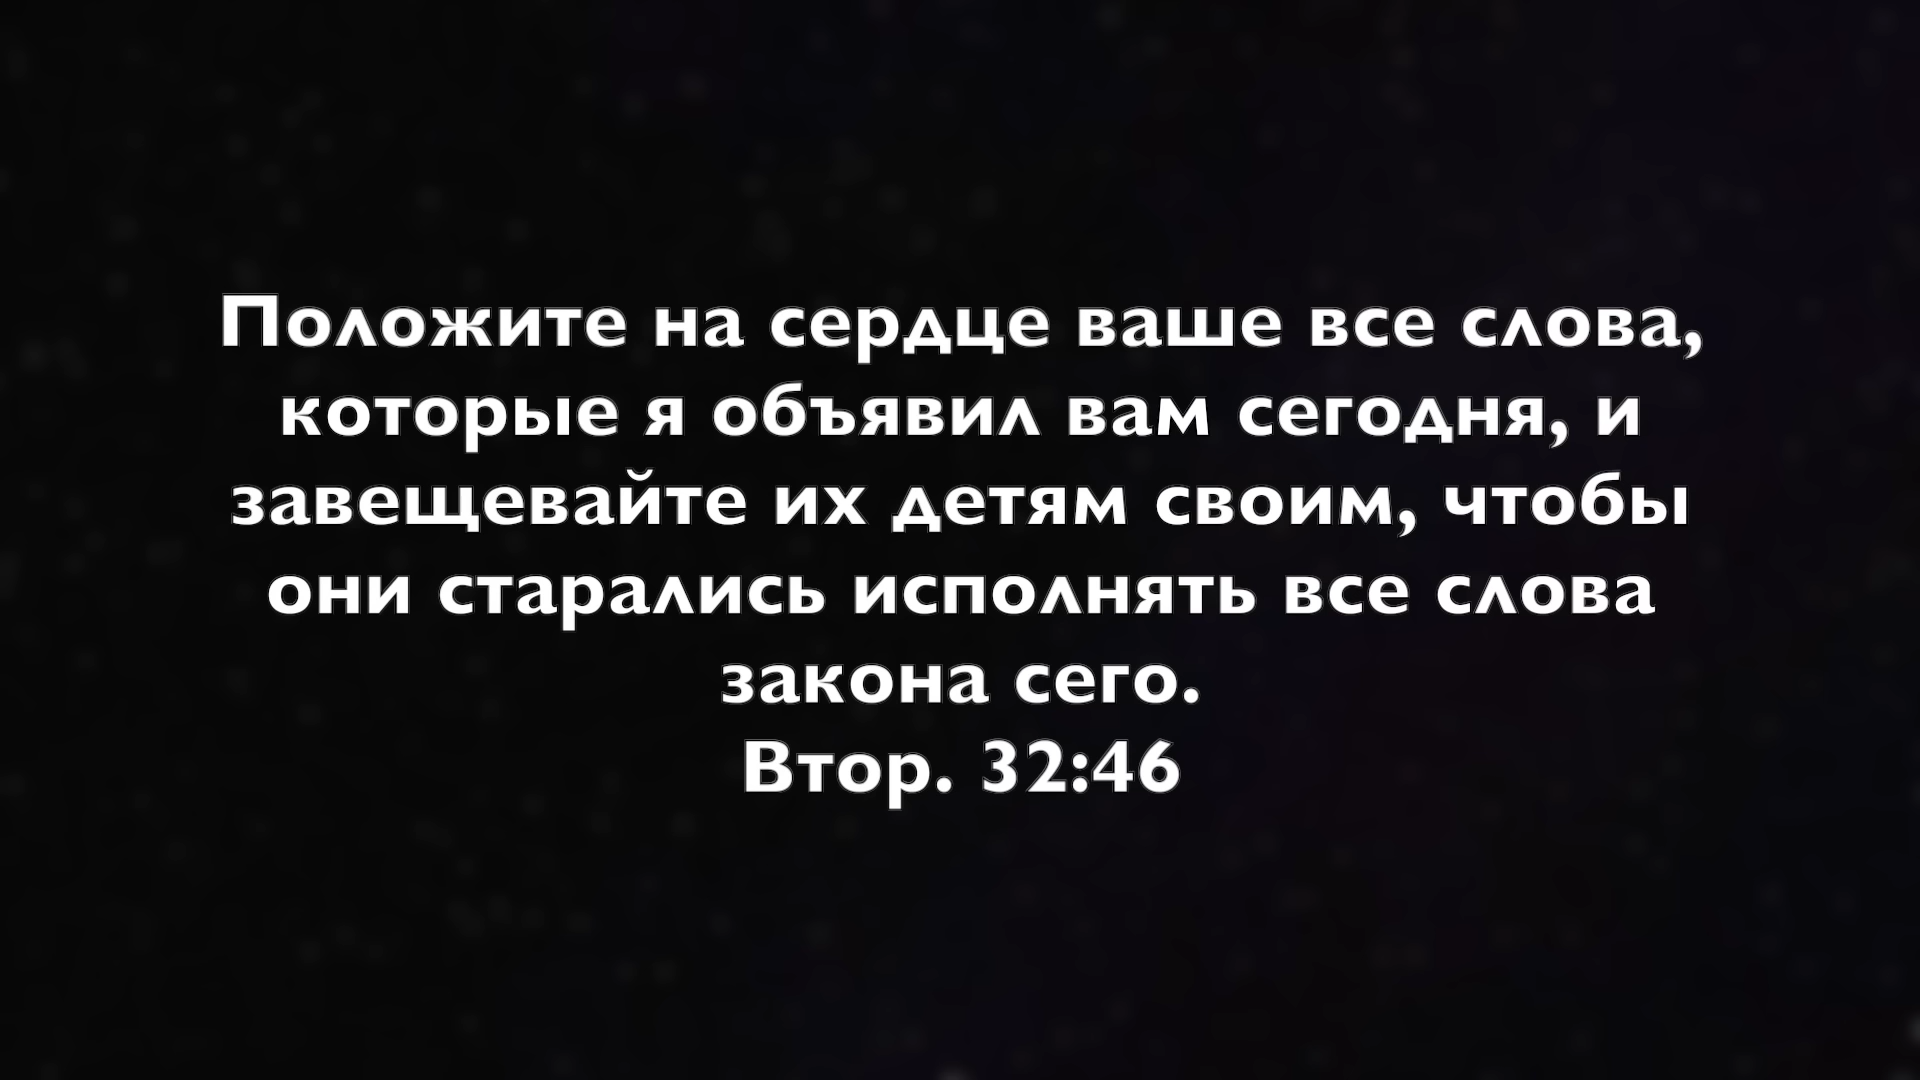 Положите на сердце ваше все слова,
которые я объявил вам сегодня, и
завещевайте их детям своим, чтобы
они старались исполнять все слова
закона сего.
Втор. 32:46